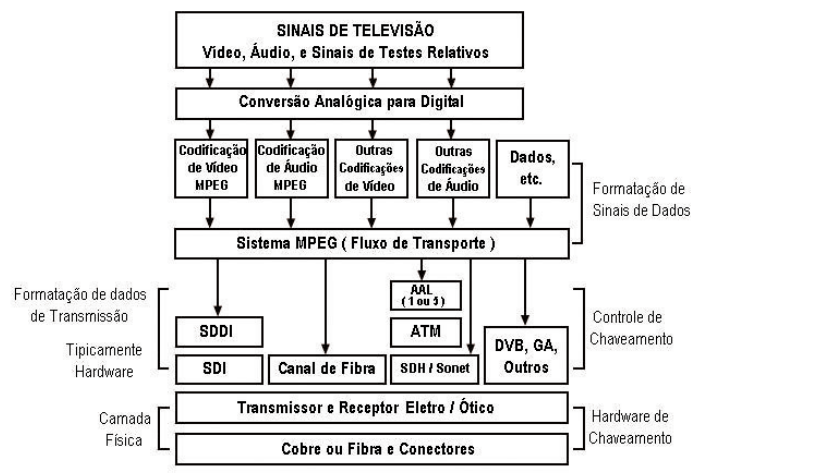 SINAIS DE TELEVISÃO
Vídeo, Áudio, e Sinais de Testes Relativos
Conversão Analógica para Digital
Codificação
de Vídeo
MPEG
Codificação
de Áudio
MPEG
Outras
Codificações
de Vídeo
Outras
Codificações
de Áudio
Dados,
etc.
Formatação de
Sinais de Dados
Sistema MPEG ( Fluxo de Transporte )
Formatação de dados
de Transmissão
Tipicamente
Hardware
SDDI
SDI
Canal de Fibra
AAL
( 1 ou 5 )
ATM
SDH / Sonet
DVB, GA,
Outros
Controle de
Chaveamento
Camada
Física
Transmissor e Receptor Eletro / Ótico
Cobre ou Fibra e Conectores
Hardware de
Chaveamento